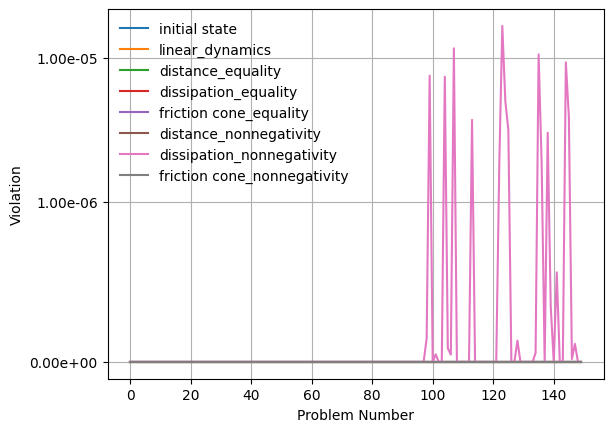 initial state
linear_dynamics
distance_equality
dissipation_equality
friction cone_equality
distance_nonnegativity
dissipation_nonnegativity
friction cone_nonnegativity
1.00e-05
1.00e-06
0.00e+00
Violation
0 20 40 60 80 100 120 140
Problem Number